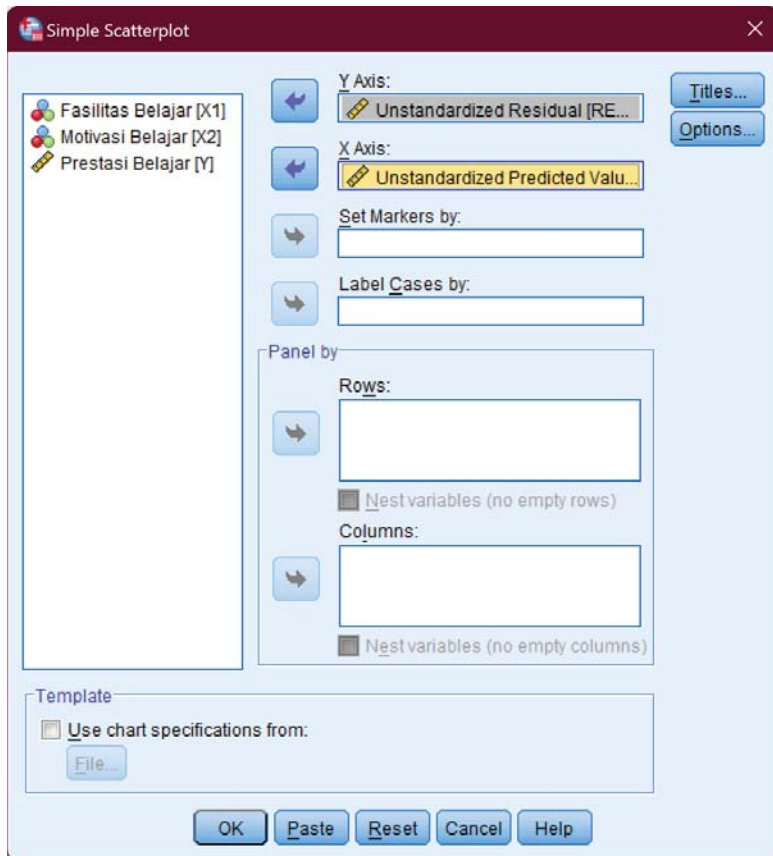 Simple Scatterplot
Fasilitas Belajar [X1]
Motivasi Belajar [X2]
Prestasi Belajar [Y]
Y Axis:
Unstandardized Residual [RE...
X Axis:
Unstandardized Predicted Valu...
Set Markers by:
Label Cases by:
Panel by
Rows:
Nest variables (no empty rows)
Columns:
Nest variables (no empty columns)
Titles...
Options...
Template
Use chart specifications from:
File...
OK Paste Reset Cancel Help